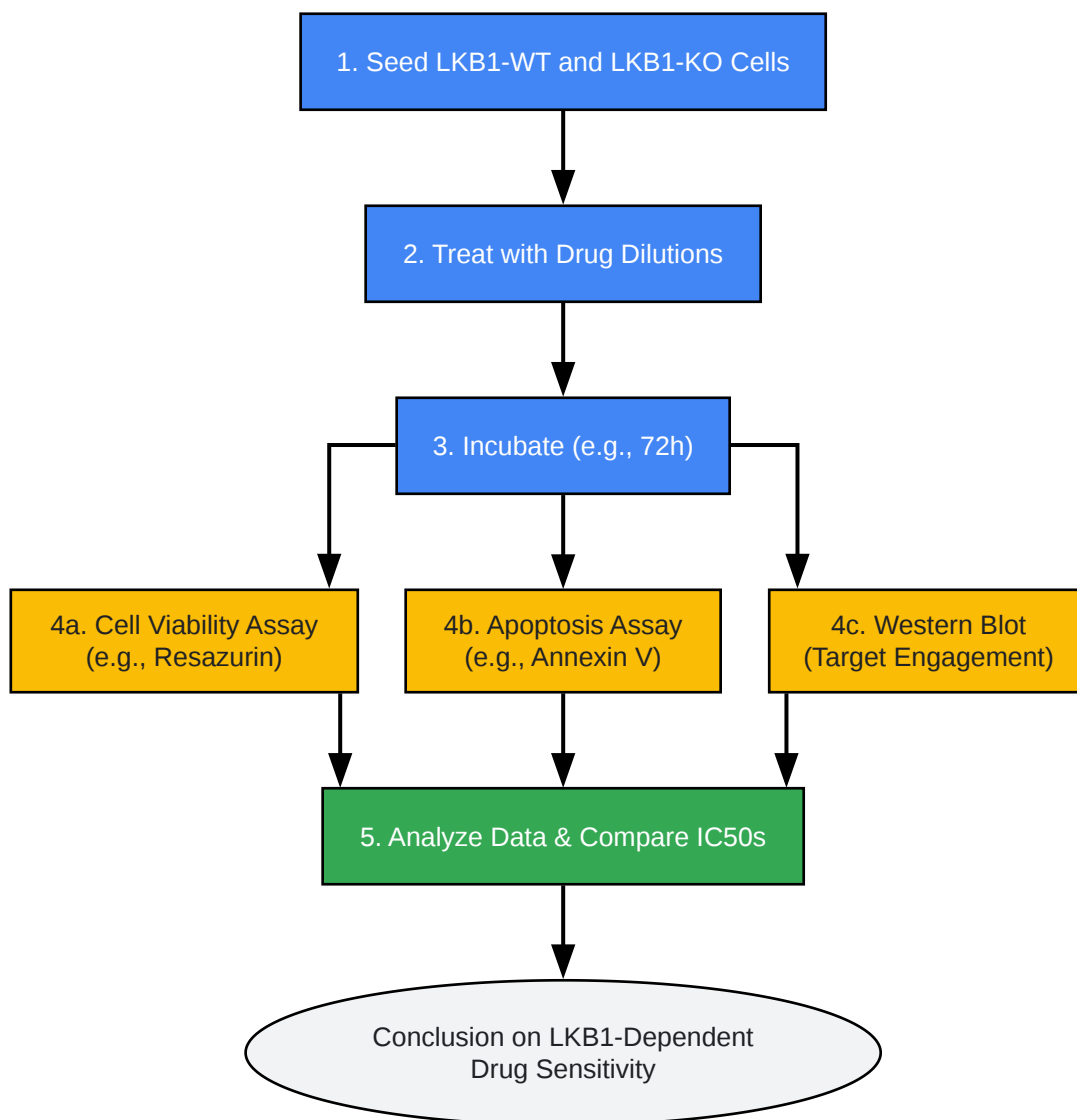 1. Seed LKB1-WT and LKB1-KO Cells
2. Treat with Drug Dilutions
3. Incubate (e.g., 72h)
4a. Cell Viability Assay
(e.g., Resazurin)
4b. Apoptosis Assay
(e.g., Annexin V)
4c. Western Blot
(Target Engagement)
5. Analyze Data & Compare IC50s
Conclusion on LKB1-Dependent
Drug Sensitivity